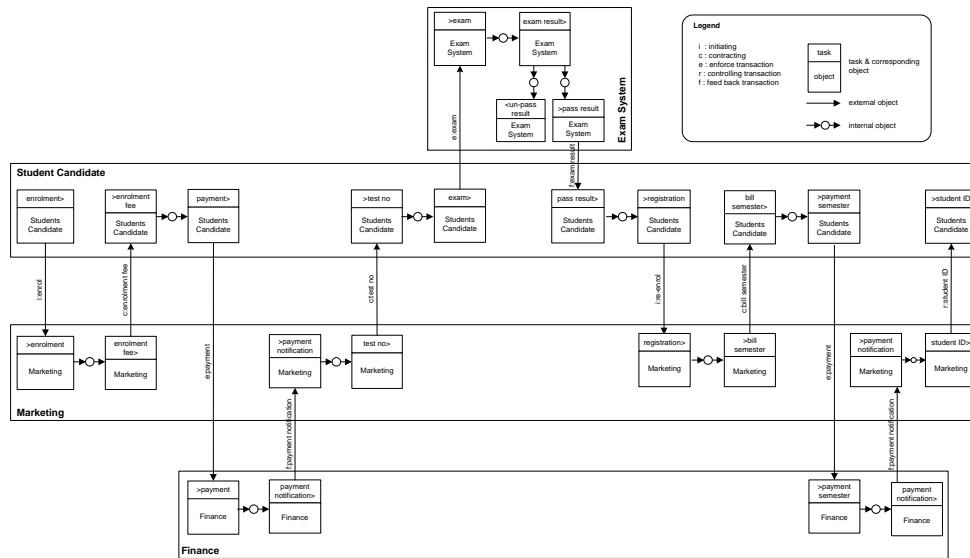 >exam
Exam
System
exam result>
Exam
System
<un-pass
result
Exam
System
>pass result
Exam
System
Exam System
e:exam
f:exam result
Legend
i : initiating
c : contracting
e : enforce transaction
r : controlling transaction
f : feed back transaction
task
object
task & corresponding
object
external object
internal object
Student Candidate
enrolment>
Students
Candidate
>enrolment
fee
Students
Candidate
payment>
Students
Candidate
>test no
Students
Candidate
exam>
Students
Candidate
pass result>
Students
Candidate
>registration
Students
Candidate
bill
semester>
Students
Candidate
>payment
semester
Students
Candidate
>student ID
Students
Candidate
i:enrol
c:enrolment fee
e:payment
c:test no
i:re-enrol
c:bill semester
e:payment
r:student ID
>enrolment
Marketing
enrolment
fee>
Marketing
>payment
notification
Marketing
test no>
Marketing
registration>
Marketing
>bill
semester
Marketing
>payment
notification
Marketing
student ID>
Marketing
Marketing
f:payment notification
f:payment notification
>payment
Finance
payment
notification>
Finance
>payment
semester
Finance
payment
notification>
Finance
Finance